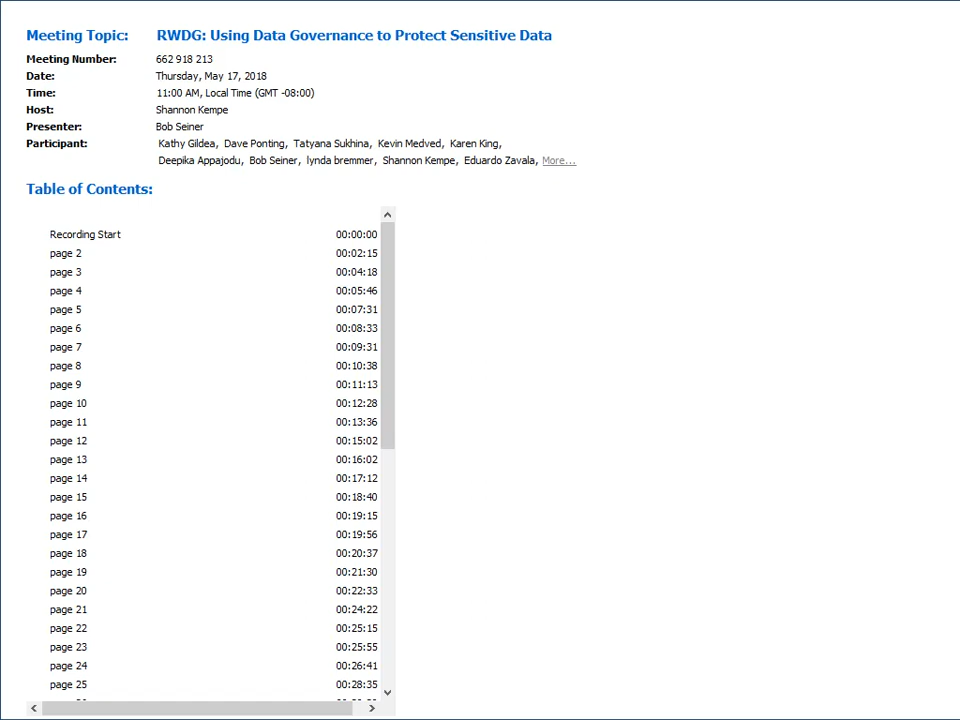 Meeting Topic: RWDG: Using Data Governance to Protect Sensitive Data
Meeting Number: 662 918 213
Date: Thursday, May 17, 2018
Time: 11:00 AM, Local Time (GMT -08:00)
Host: Shannon Kempe
Presenter: Bob Seiner
Participant: Kathy Gildea, Dave Ponting, Tatyana Sukhina, Kevin Medved, Karen King,
Deepika Appajodu, Bob Seiner, lynda bremmer, Shannon Kempe, Eduardo Zavala, More...
Table of Contents:
Recording Start 00:00:00
page 2 00:02:15
page 3 00:04:18
page 4 00:05:46
page 5 00:07:31
page 6 00:08:33
page 7 00:09:31
page 8 00:10:38
page 9 00:11:13
page 10 00:12:28
page 11 00:13:36
page 12 00:15:02
page 13 00:16:02
page 14 00:17:12
page 15 00:18:40
page 16 00:19:15
page 17 00:19:56
page 18 00:20:37
page 19 00:21:30
page 20 00:22:33
page 21 00:24:22
page 22 00:25:15
page 23 00:25:55
page 24 00:26:41
page 25 00:28:35